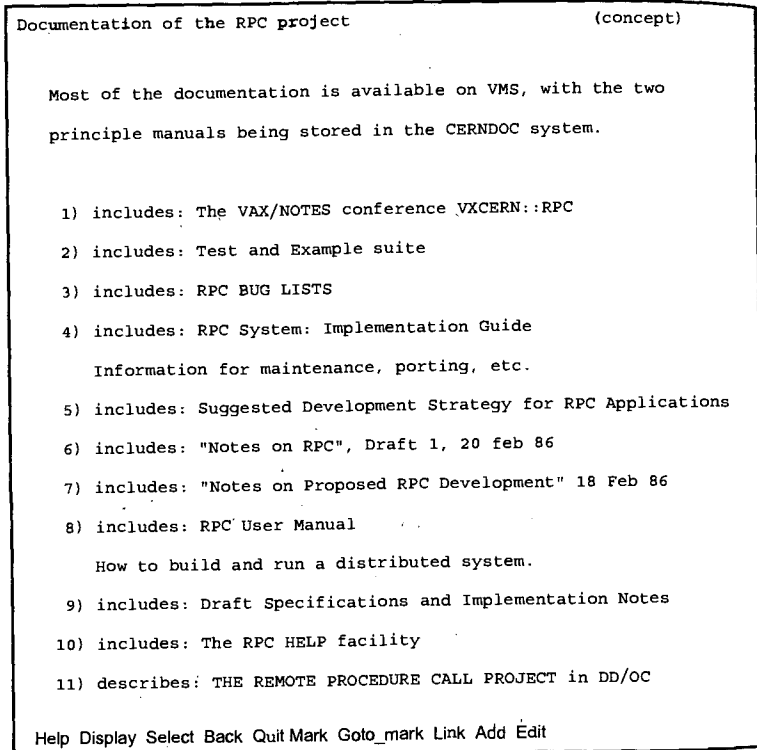 Documentation of the RPC project (concept)
Most of the documentation is available on VMS, with the two
principle manuals being stored in the CERNDOC system.
1) includes: The VAX/NOTES conference VXCERN::RPC
2) includes: Test and Example suite
3) includes: RPC BUG LISTS
4) includes: RPC System: Implementation Guide
Information for maintenance, porting, etc.
5) includes: Suggested Development Strategy for RPC Applications
6) includes: "Notes on RPC", Draft 1, 20 feb 86
7) includes: "Notes on Proposed RPC Development" 18 Feb 86
8) includes: RPC User Manual
How to build and run a distributed system.
9) includes: Draft Specifications and Implementation Notes
10) includes: The RPC HELP facility
11) describes: THE REMOTE PROCEDURE CALL PROJECT in DD/OC
Help Display Select Back Quit Mark Goto_mark Link Add Edit